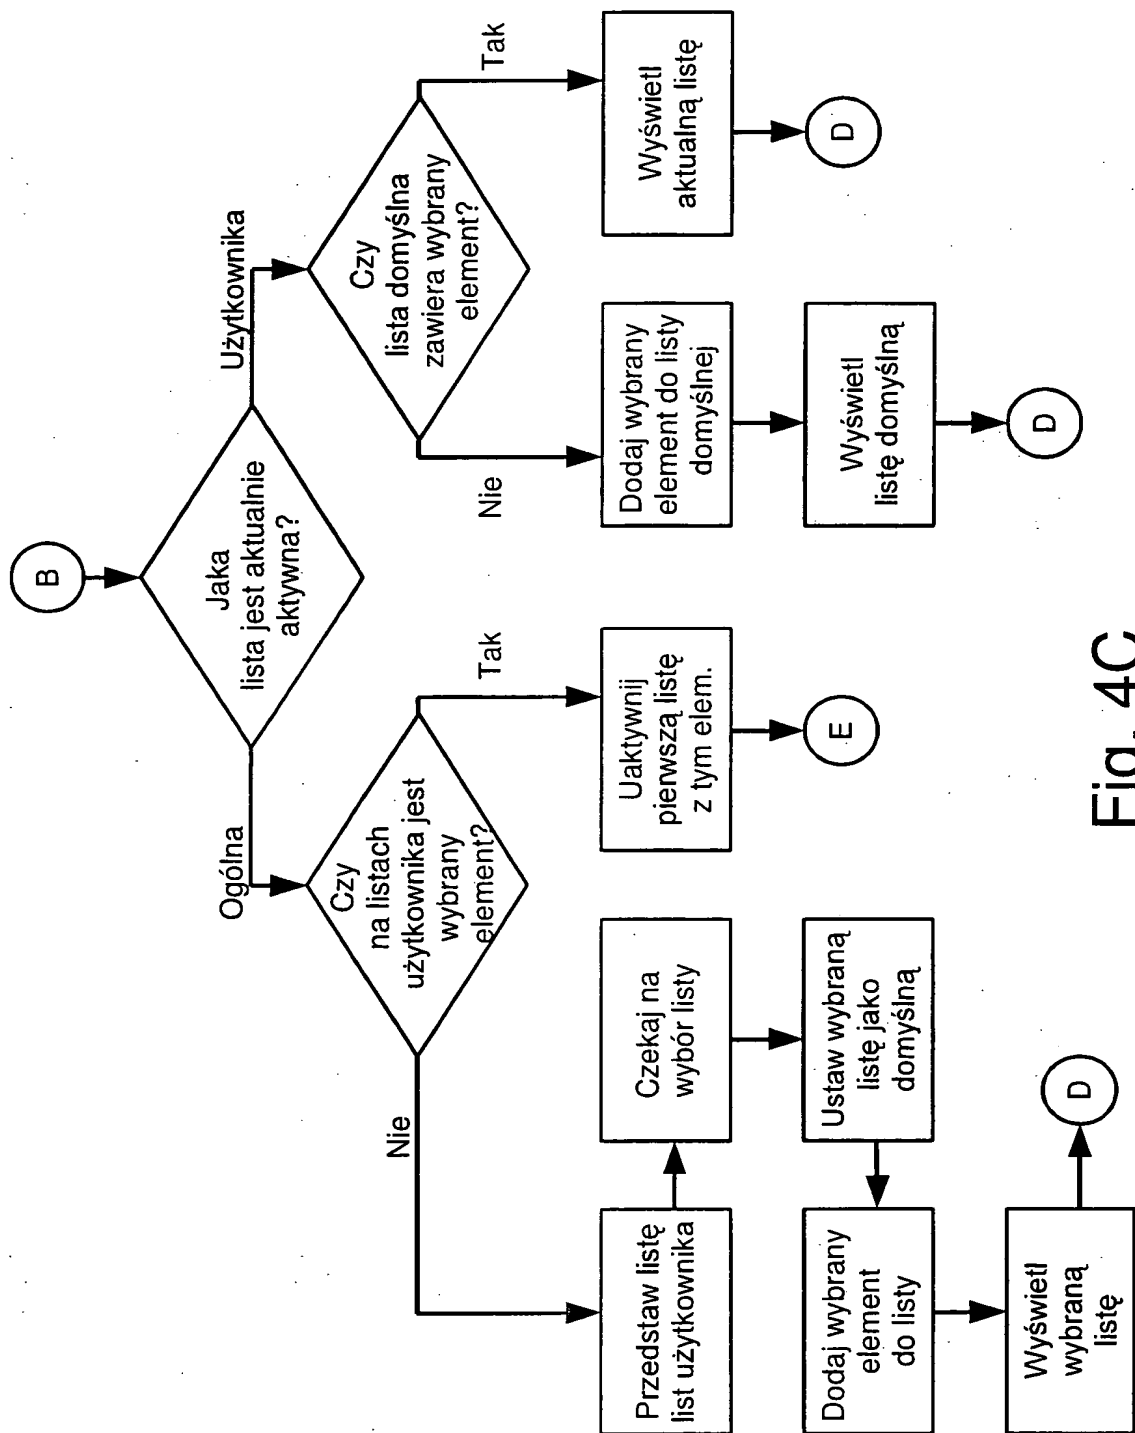 B
Jaka
lista jest aktualnie
aktywna?
Ogólna
Użytkownika
Czy
na listach
użytkownika jest
wybrany
element?
Czy
lista domyślna
zawiera wybrany
element?
Nie
Tak
Nie
Tak
Przedstaw listę
list użytkownika
Czekaj na
wybór listy
Uaktywnij
pierwszą listę
z tym elem.
Dodaj wybrany
element do listy
domyślnej
Wyświetl
aktualną listę
Dodaj wybrany
element
do listy
Ustaw wybraną
listę jako
domyślną
E
Wyświetl
listę domyślną
D
Wyświetl
wybraną
listę
D
D
Fig. 4C